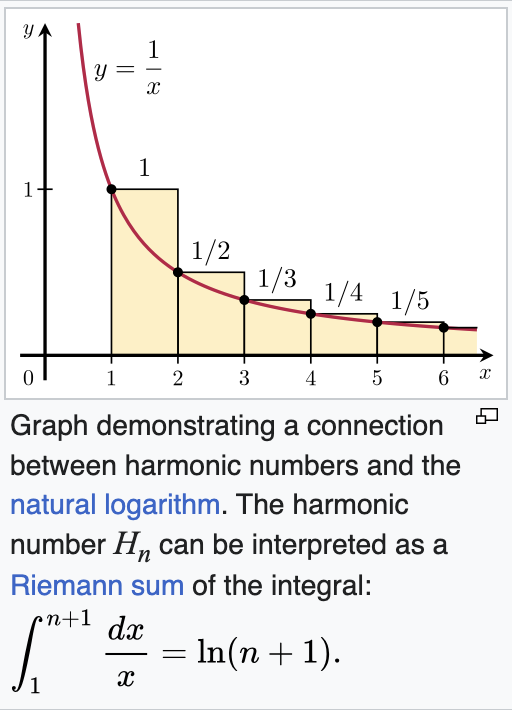 y
y = 1/x
1
1
1/2
1/3
1/4
1/5
0 1 2 3 4 5 6 x
Graph demonstrating a connection
between harmonic numbers and the
natural logarithm. The harmonic
number Hₙ can be interpreted as a
Riemann sum of the integral:
∫₁ⁿ⁺¹ dx/x = ln(n + 1).